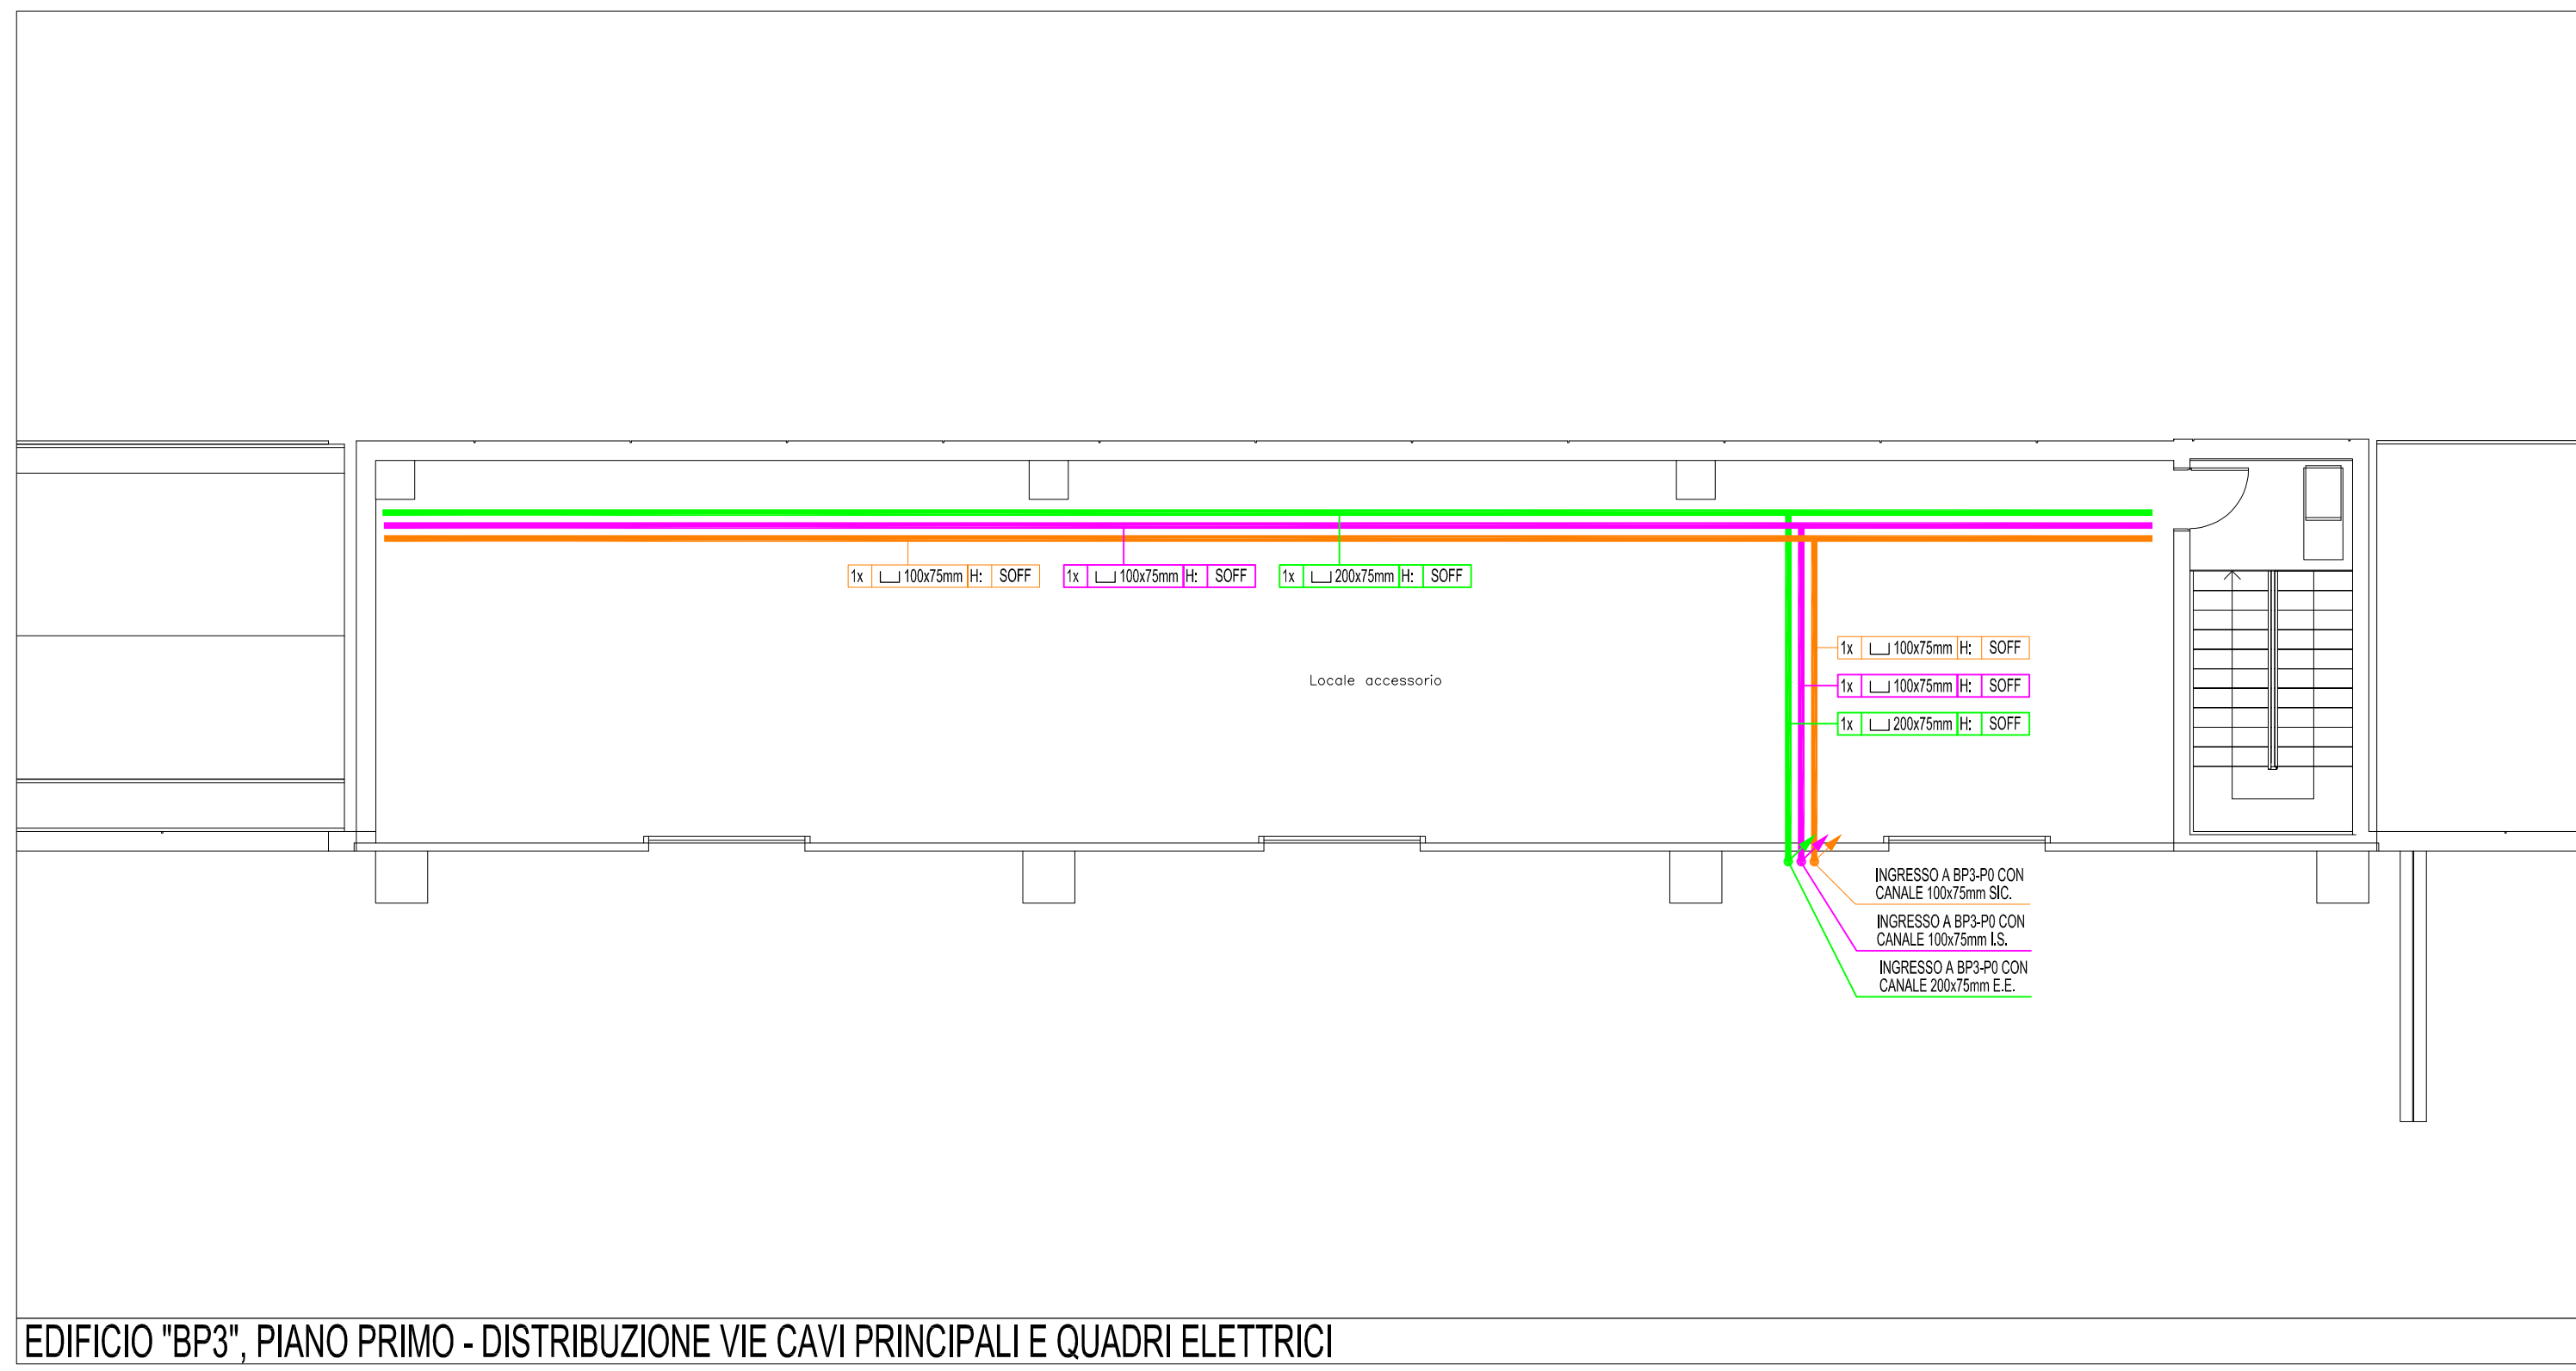 1x 100x75mm H: SOFF
1x 100x75mm H: SOFF
1x 200x75mm H: SOFF
1x 100x75mm H: SOFF
Locale accessorio
1x 100x75mm H: SOFF
1x 200x75mm H: SOFF
INGRESSO A BP3-P0 CON
CANALE 100x75mm SIC.
INGRESSO A BP3-P0 CON
CANALE 100x75mm I.S.
INGRESSO A BP3-P0 CON
CANALE 200x75mm E.E.
EDIFICIO "BP3", PIANO PRIMO - DISTRIBUZIONE VIE CAVI PRINCIPALI E QUADRI ELETTRICI